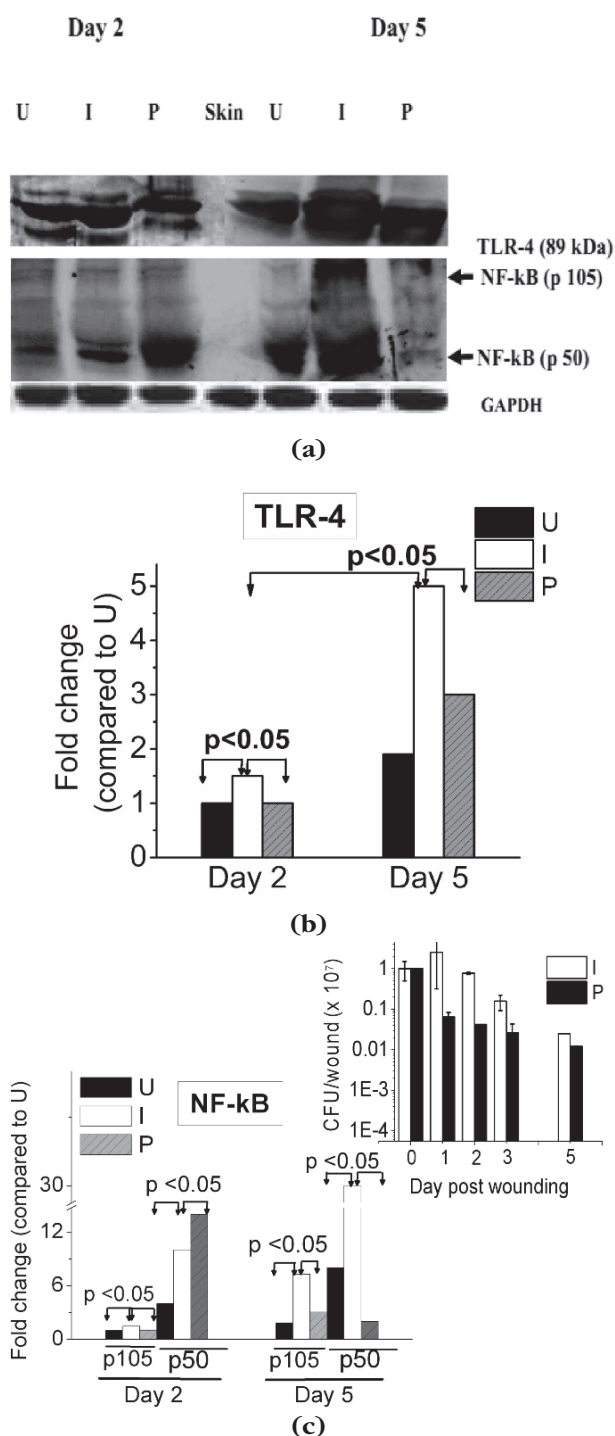 Day 2 Day 5
U I P Skin U I P
TLR-4 (89 kDa)
NF-kB (p 105)
NF-kB (p 50)
GAPDH
(a)
TLR-4
U
I
P
Fold change
(compared to U)
5
4
3
2
1
0
p<0.05
p<0.05
Day 2 Day 5
(b)
CFU/wound (x 10⁷)
1
0.1
0.01
1E-3
1E-4
I
P
0 1 2 3 5
Day post wounding
Fold change (compared to U)
30
12
6
0
U
I
P
NF-kB
p <0.05
p <0.05
p <0.05
p <0.05
p105 p50 p105 p50
Day 2 Day 5
(c)